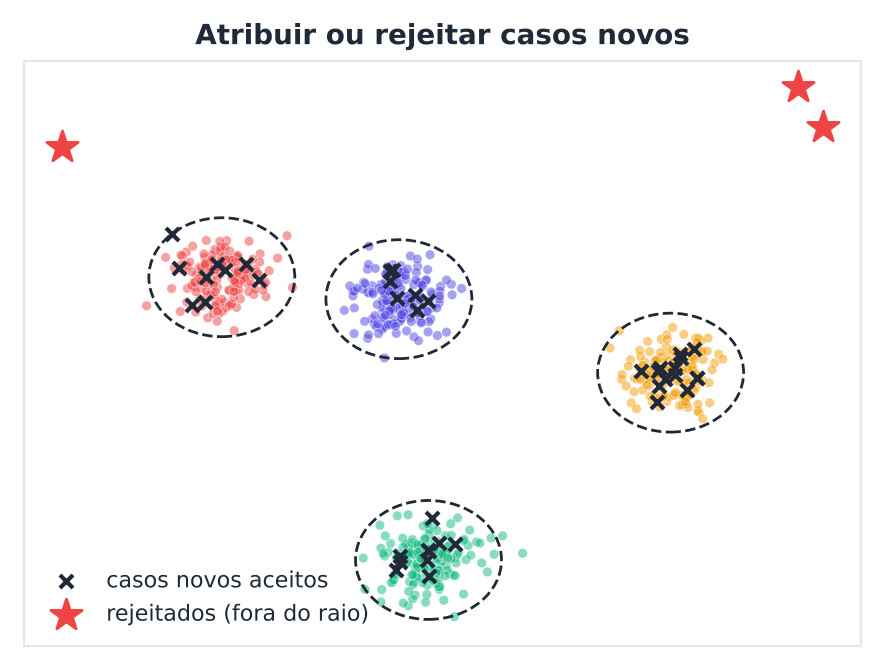 Atribuir ou rejeitar casos novos
casos novos aceitos
rejeitados (fora do raio)